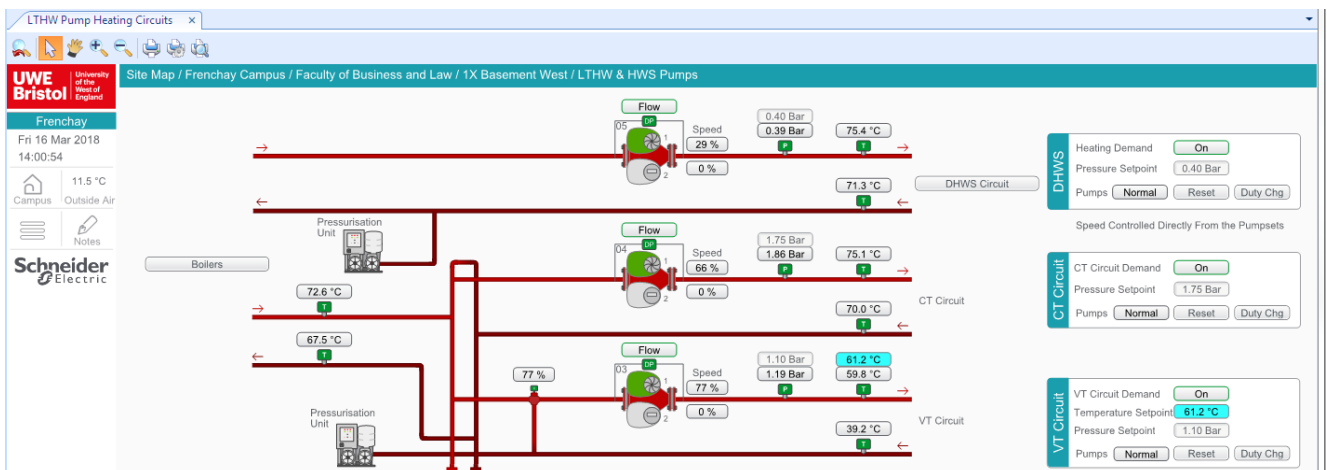 LTHW Pump Heating Circuits
UWE Bristol
University of the West of England
Site Map / Frenchay Campus / Faculty of Business and Law / 1X Basement West / LTHW & HWS Pumps
Frenchay
Fri 16 Mar 2018
14:00:54
11.5 °C
Campus
Outside Air
Notes
Schneider
Electric
Boilers
Flow
05
DP
1
2
Speed
29 %
0 %
0.40 Bar
0.39 Bar
P
75.4 °C
T
71.3 °C
T
DHWS Circuit
Pressurisation
Unit
Flow
04
DP
1
2
Speed
66 %
0 %
1.75 Bar
1.86 Bar
P
75.1 °C
T
70.0 °C
T
CT Circuit
72.6 °C
T
67.5 °C
T
77 %
Flow
03
DP
1
2
Speed
77 %
0 %
1.10 Bar
1.19 Bar
P
61.2 °C
59.8 °C
T
39.2 °C
T
VT Circuit
Pressurisation
Unit
DHWS
Heating Demand On
Pressure Setpoint 0.40 Bar
Pumps Normal Reset Duty Chg
Speed Controlled Directly From the Pumpsets
CT Circuit
CT Circuit Demand On
Pressure Setpoint 1.75 Bar
Pumps Normal Reset Duty Chg
VT Circuit
VT Circuit Demand On
Temperature Setpoint 61.2 °C
Pressure Setpoint 1.10 Bar
Pumps Normal Reset Duty Chg